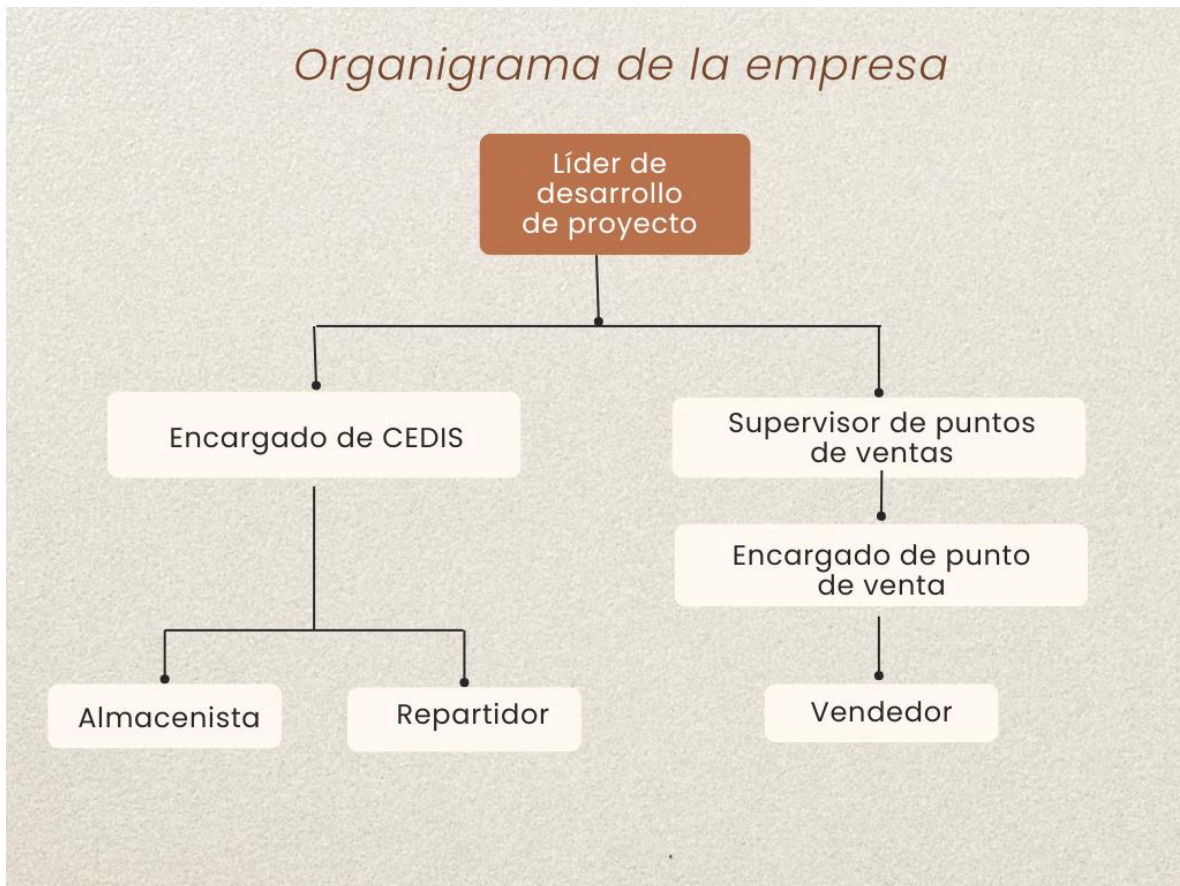 Organigrama de la empresa
Líder de
desarrollo
de proyecto
Encargado de CEDIS
Supervisor de puntos
de ventas
Encargado de punto
de venta
Almacenista
Repartidor
Vendedor